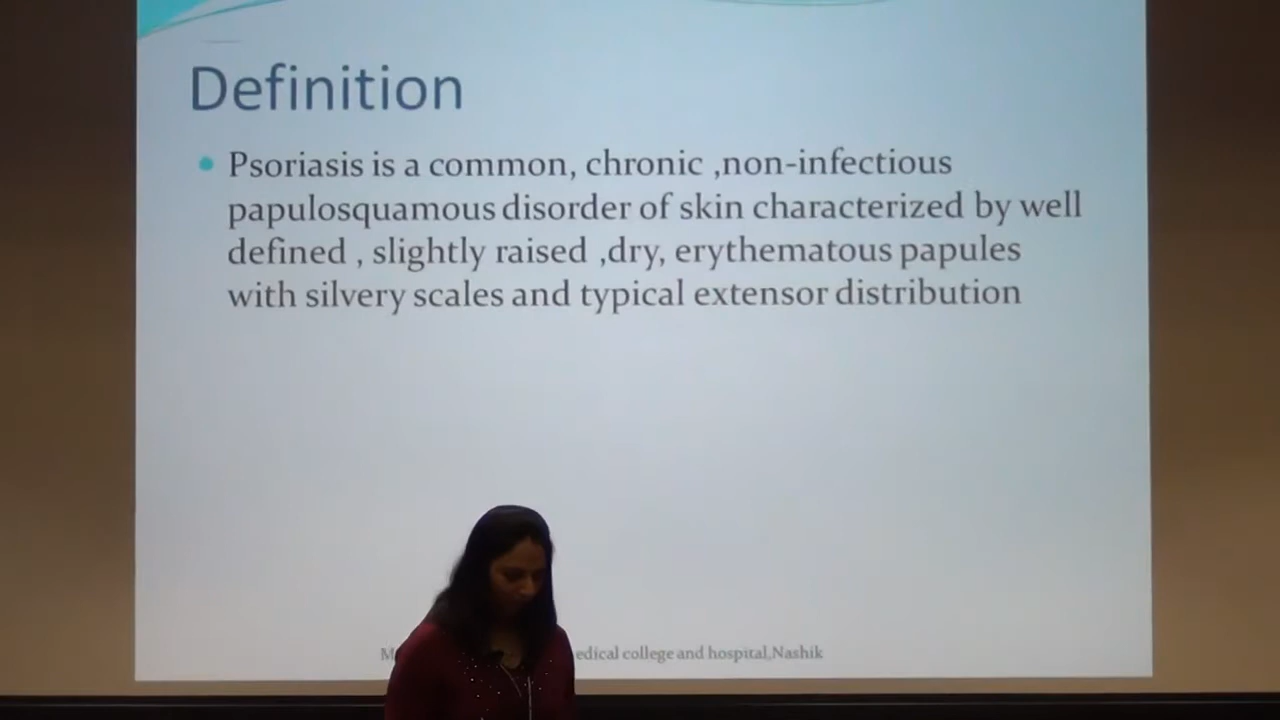 Definition
Psoriasis is a common, chronic ,non-infectious
papulosquamous disorder of skin characterized by well
defined , slightly raised ,dry, erythematous papules
with silvery scales and typical extensor distribution
college and hospital,Nashik